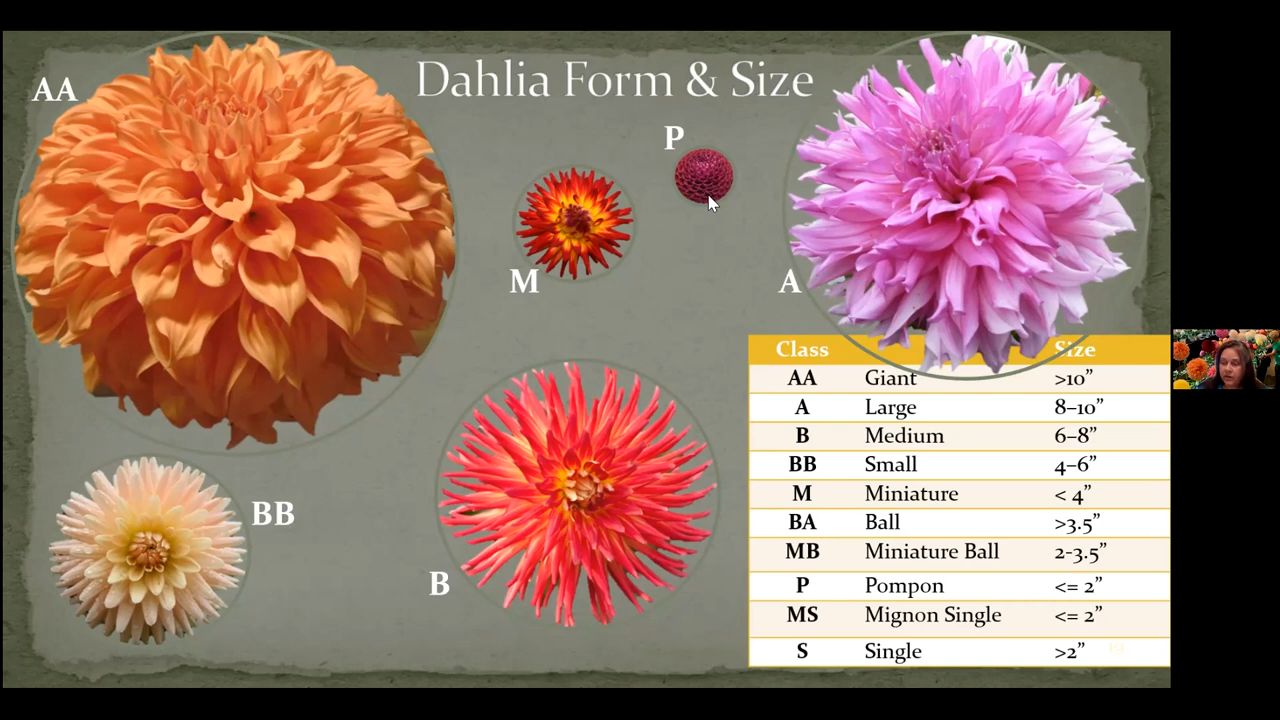 Dahlia Form & Size
AA
P
M
A
BB
B
Class Size
AA Giant >10”
A Large 8–10”
B Medium 6–8”
BB Small 4–6”
M Miniature < 4”
BA Ball >3.5”
MB Miniature Ball 2-3.5”
P Pompon <= 2”
MS Mignon Single <= 2”
S Single >2”